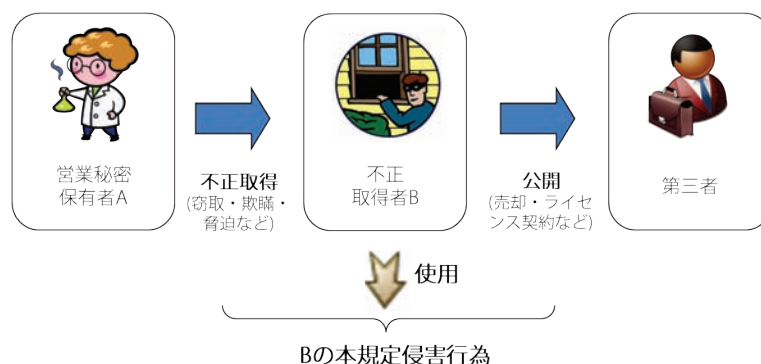 営業秘密
保有者A
不正取得
(窃取・欺瞞・
脅迫など)
不正
取得者B
公開
(売却・ライセ
ンス契約など)
第三者
使用
Bの本規定侵害行為